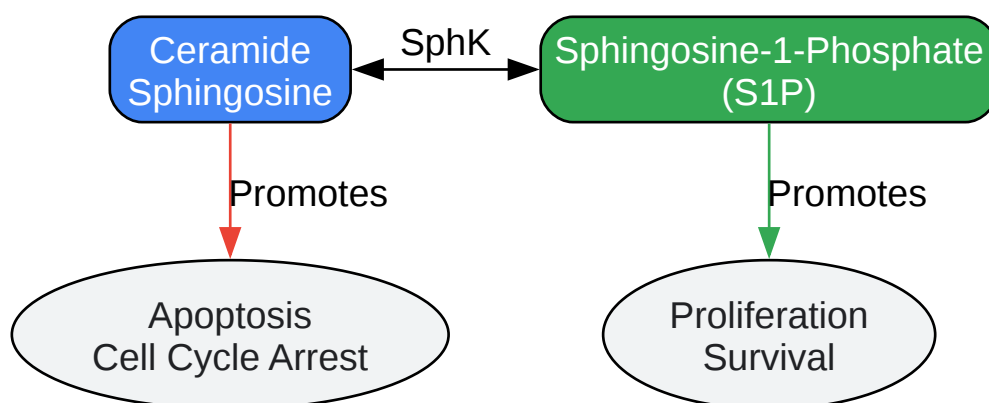 Ceramide
Sphingosine
SphK
Sphingosine-1-Phosphate
(S1P)
Promotes
Promotes
Apoptosis
Cell Cycle Arrest
Proliferation
Survival